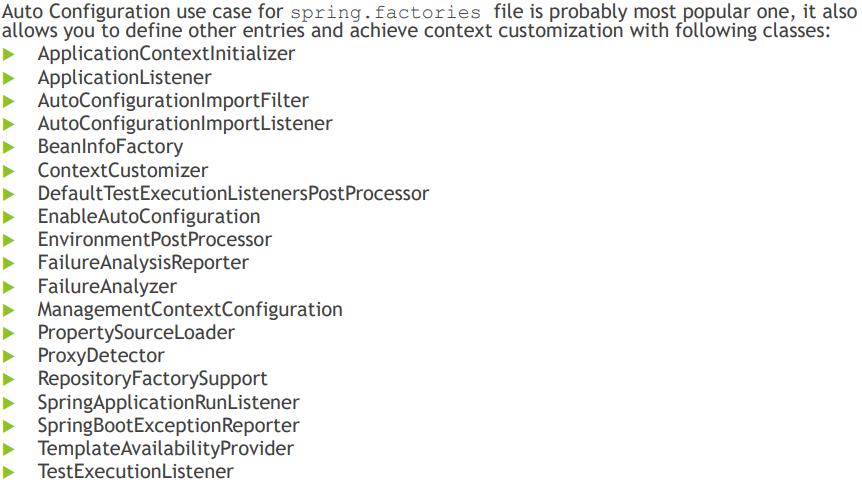 Auto Configuration use case for spring.factories file is probably most popular one, it also
allows you to define other entries and achieve context customization with following classes:
ApplicationContextInitializer
ApplicationListener
AutoConfigurationImportFilter
AutoConfigurationImportListener
BeanInfoFactory
ContextCustomizer
DefaultTestExecutionListenersPostProcessor
EnableAutoConfiguration
EnvironmentPostProcessor
FailureAnalysisReporter
FailureAnalyzer
ManagementContextConfiguration
PropertySourceLoader
ProxyDetector
RepositoryFactorySupport
SpringApplicationRunListener
SpringBootExceptionReporter
TemplateAvailabilityProvider
TestExecutionListener